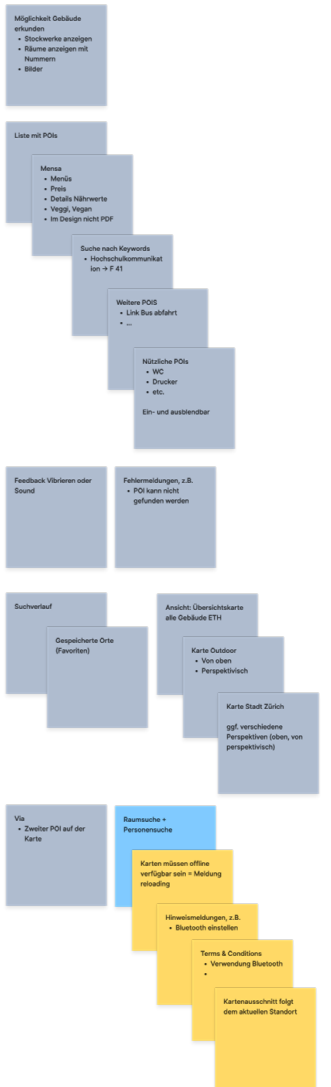 Möglichkeit Gebäude
erkunden
• Stockwerke anzeigen
• Räume anzeigen mit
Nummern
• Bilder
Liste mit POIs
Mensa
• Menüs
• Preis
• Details Nährwerte
• Veggi, Vegan
• Im Design nicht PDF
Suche nach Keywords
• Hochschulkommunikat
ion → F 41
Weitere POIS
• Link Bus abfahrt
• ...
Nützliche POIs
• WC
• Drucker
• etc.
Ein- und ausblendbar
Feedback Vibrieren oder
Sound
Fehlermeldungen, z.B.
• POI kann nicht
gefunden werden
Suchverlauf
Gespeicherte Orte
(Favoriten)
Ansicht: Übersichtskarte
alle Gebäude ETH
Karte Outdoor
• Von oben
• Perspektivisch
Karte Stadt Zürich
ggf. verschiedene
Perspektiven (oben, von
perspektivisch)
Via
• Zweiter POI auf der
Karte
Raumsuche +
Personensuche
Karten müssen offline
verfügbar sein = Meldung
reloading
Hinweismeldungen, z.B.
• Bluetooth einstellen
Terms & Conditions
• Verwendung Bluetooth
•
Kartenausschnitt folgt
dem aktuellen Standort